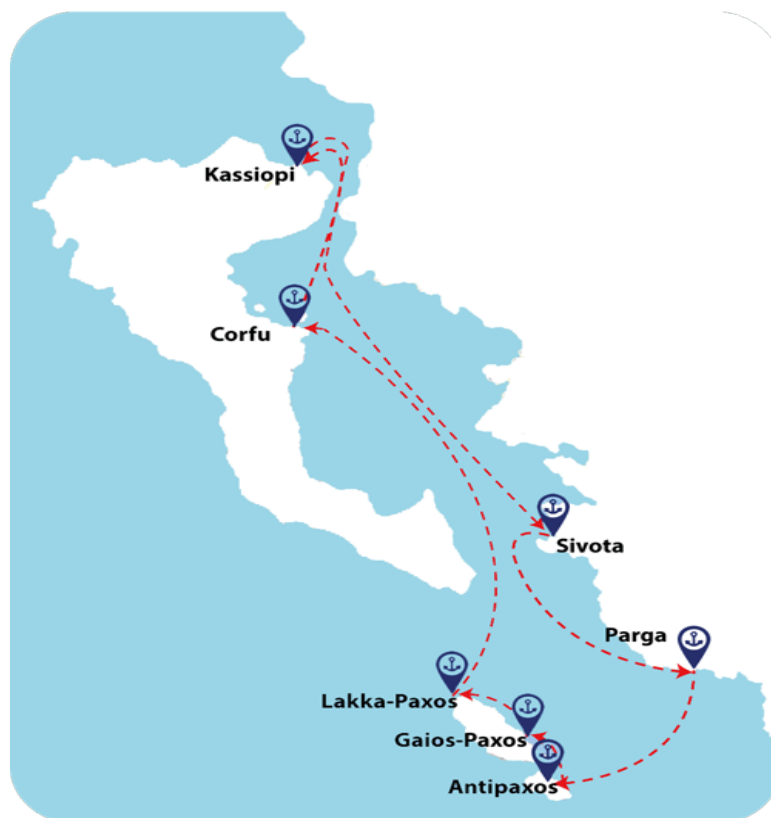 Kassiopi
Corfu
Sivota
Parga
Lakka-Paxos
Gaios-Paxos
Antipaxos